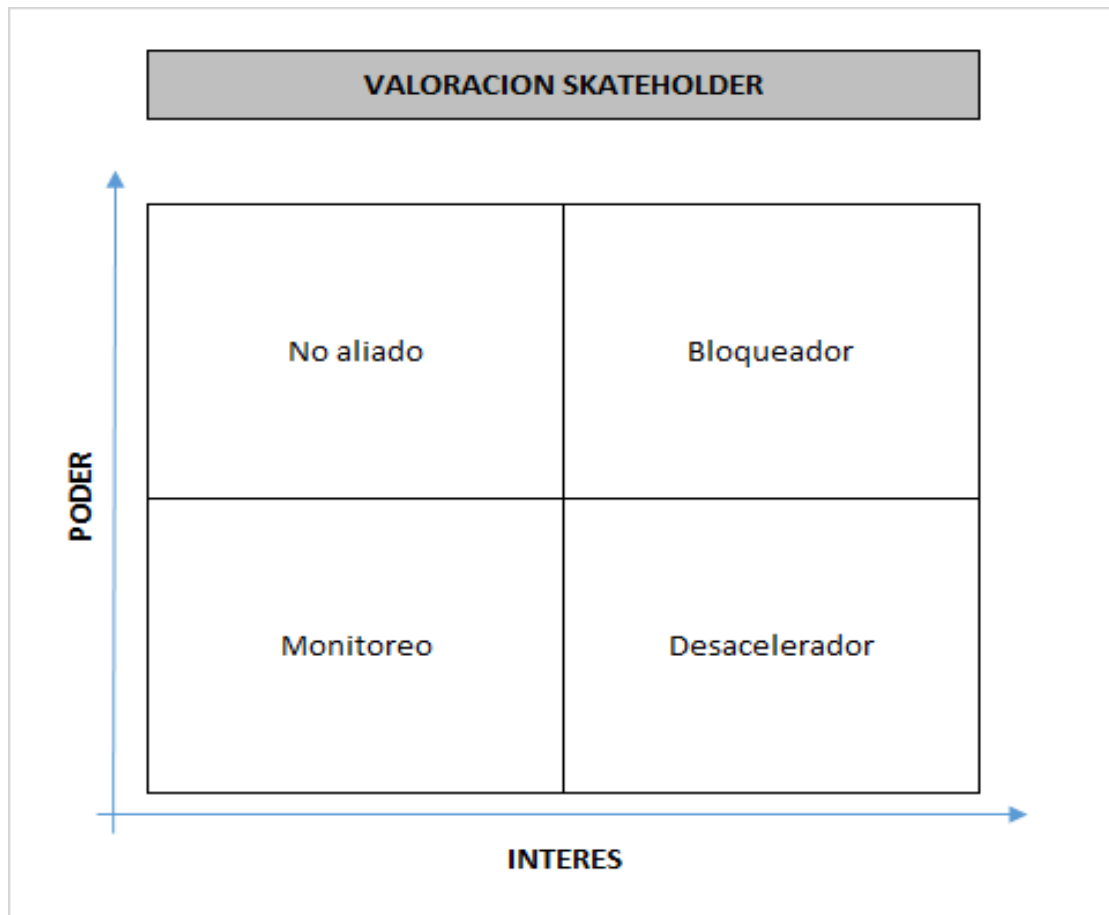 VALORACION SKATEHOLDER
No aliado
Bloqueador
PODER
Monitoreo
Desacelerador
INTERES